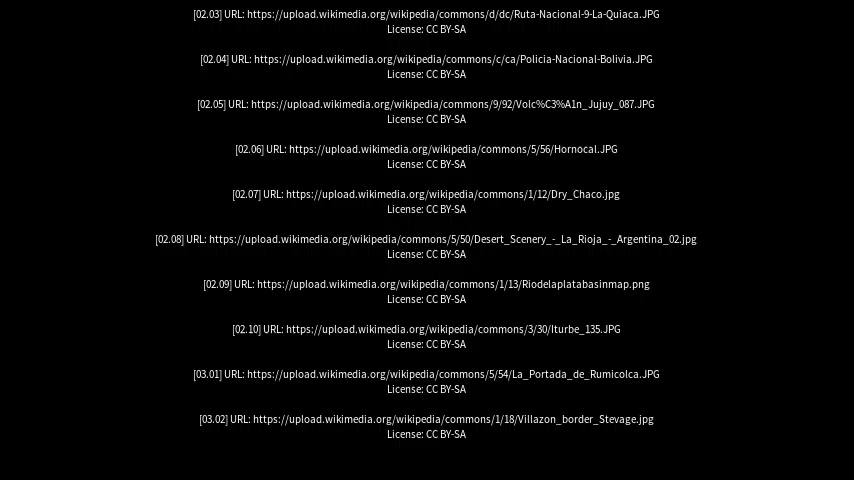 [02.03] URL: https://upload.wikimedia.org/wikipedia/commons/d/dc/Ruta-Nacional-9-La-Quiaca.JPG
License: CC BY-SA
[02.04] URL: https://upload.wikimedia.org/wikipedia/commons/c/ca/Policia-Nacional-Bolivia.JPG
License: CC BY-SA
[02.05] URL: https://upload.wikimedia.org/wikipedia/commons/9/92/Volc%C3%A1n_Jujuy_087.JPG
License: CC BY-SA
[02.06] URL: https://upload.wikimedia.org/wikipedia/commons/5/56/Hornocal.JPG
License: CC BY-SA
[02.07] URL: https://upload.wikimedia.org/wikipedia/commons/1/12/Dry_Chaco.jpg
License: CC BY-SA
[02.08] URL: https://upload.wikimedia.org/wikipedia/commons/5/50/Desert_Scenery_-_La_Rioja_-_Argentina_02.jpg
License: CC BY-SA
[02.09] URL: https://upload.wikimedia.org/wikipedia/commons/1/13/Riodelaplatabasinmap.png
License: CC BY-SA
[02.10] URL: https://upload.wikimedia.org/wikipedia/commons/3/30/Iturbe_135.JPG
License: CC BY-SA
[03.01] URL: https://upload.wikimedia.org/wikipedia/commons/5/54/La_Portada_de_Rumicolca.JPG
License: CC BY-SA
[03.02] URL: https://upload.wikimedia.org/wikipedia/commons/1/18/Villazon_border_Stevage.jpg
License: CC BY-SA